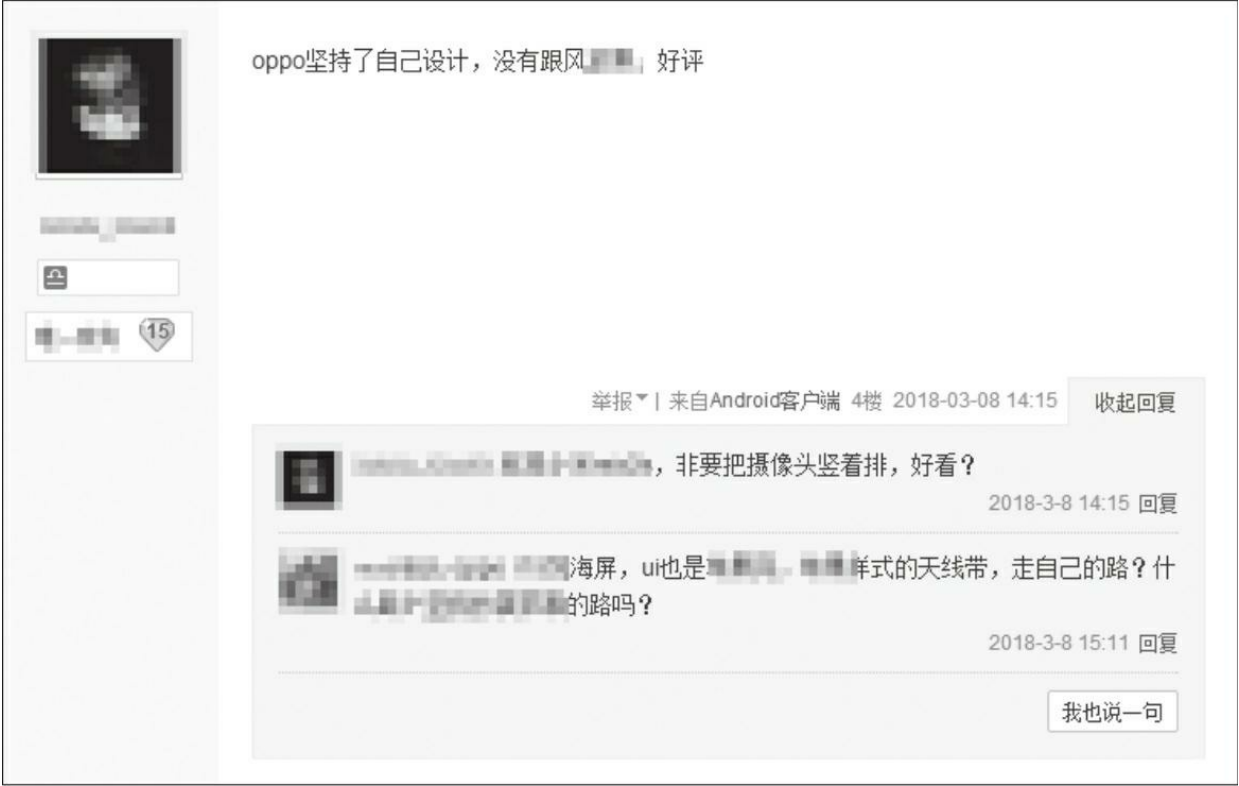 oppo坚持了自己设计，没有跟风 好评
15
举报 | 来自Android客户端 4楼 2018-03-08 14:15 收起回复
，非要把摄像头竖着排，好看？
2018-3-8 14:15 回复
海屏，ui也是 样式的天线带，走自己的路？什
的路吗？
2018-3-8 15:11 回复
我也说一句